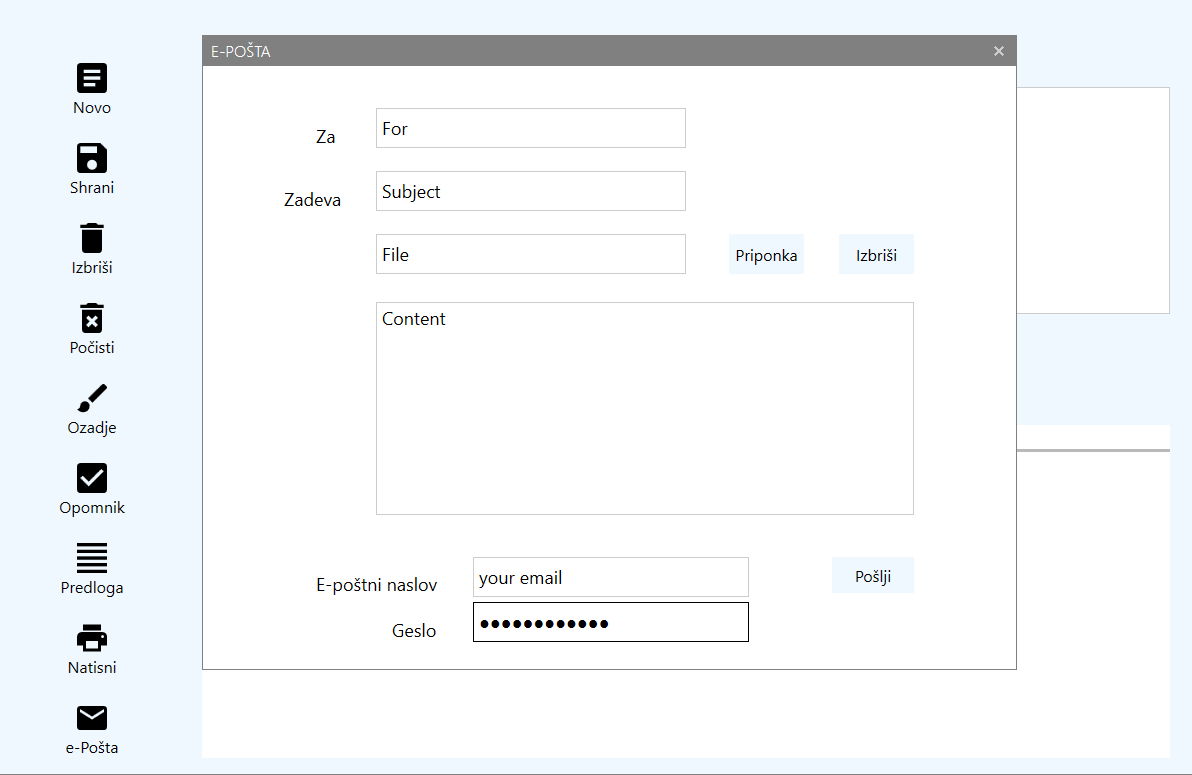 Novo
Shrani
Izbriši
Počisti
Ozadje
Opomnik
Predloga
Natisni
e-Pošta
E-POŠTA
Za
For
Zadeva
Subject
File
Priponka
Izbriši
Content
E-poštni naslov
your email
Pošlji
Geslo
●●●●●●●●●●●●